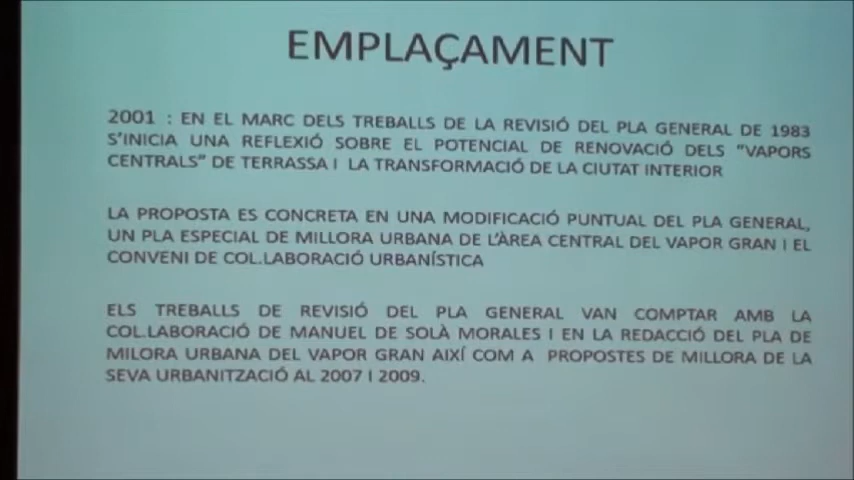 EMPLAÇAMENT
2001 : EN EL MARC DELS TREBALLS DE LA REVISIÓ DEL PLA GENERAL DE 1983
S'INICIA UNA REFLEXIÓ SOBRE EL POTENCIAL DE RENOVACIÓ DELS "VAPORS
CENTRALS" DE TERRASSA I LA TRANSFORMACIÓ DE LA CIUTAT INTERIOR
LA PROPOSTA ES CONCRETA EN UNA MODIFICACIÓ PUNTUAL DEL PLA GENERAL,
UN PLA ESPECIAL DE MILLORA URBANA DE L'ÀREA CENTRAL DEL VAPOR GRAN I EL
CONVENI DE COL.LABORACIÓ URBANÍSTICA
ELS TREBALLS DE REVISIÓ DEL PLA GENERAL VAN COMPTAR AMB LA
COL.LABORACIÓ DE MANUEL DE SOLÀ MORALES I EN LA REDACCIÓ DEL PLA DE
MILORA URBANA DEL VAPOR GRAN AIXÍ COM A PROPOSTES DE MILLORA DE LA
SEVA URBANITZACIÓ AL 2007 I 2009.